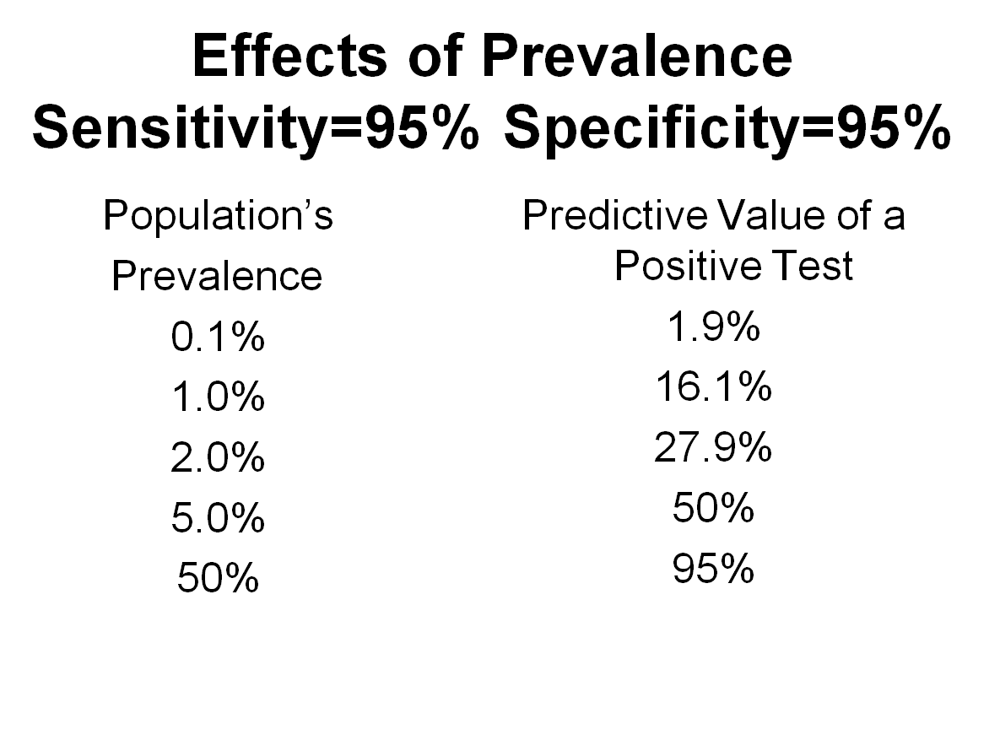 Effects of Prevalence
Sensitivity=95% Specificity=95%
Population’s
Prevalence
0.1%
1.0%
2.0%
5.0%
50%
Predictive Value of a
Positive Test
1.9%
16.1%
27.9%
50%
95%